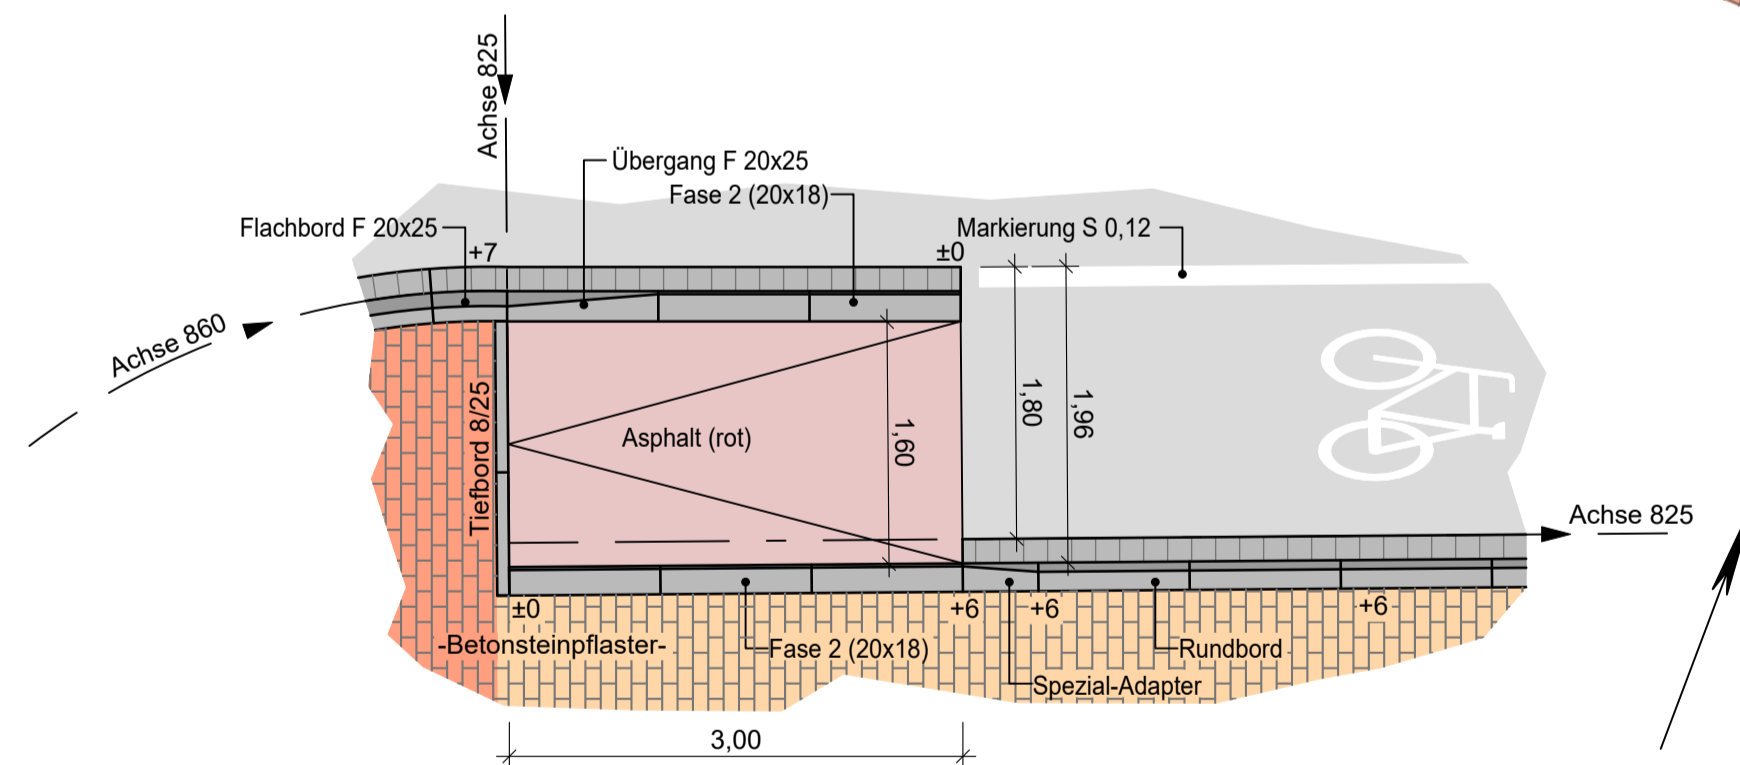 Achse 825
Übergang F 20x25
Fase 2 (20x18)
Flachbord F 20x25
Markierung S 0,12
+7
±0
Achse 860
Tiefbord 8/25
Asphalt (rot)
1,60
1,80
1,96
Achse 825
±0
+6
+6
+6
-Betonsteinpflaster-
Fase 2 (20x18)
Rundbord
Spezial-Adapter
3,00